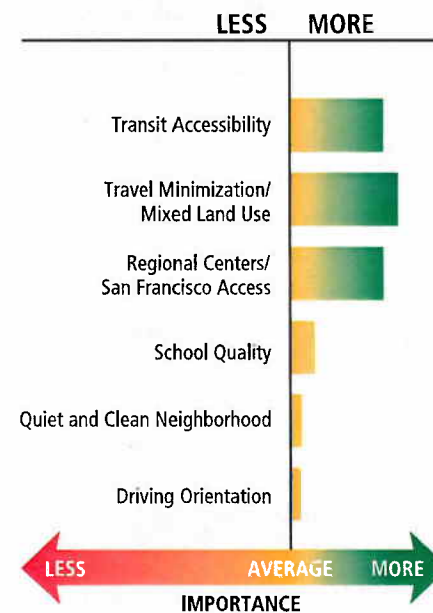 LESS MORE
Transit Accessibility
Travel Minimization/
Mixed Land Use
Regional Centers/
San Francisco Access
School Quality
Quiet and Clean Neighborhood
Driving Orientation
LESS AVERAGE MORE
IMPORTANCE